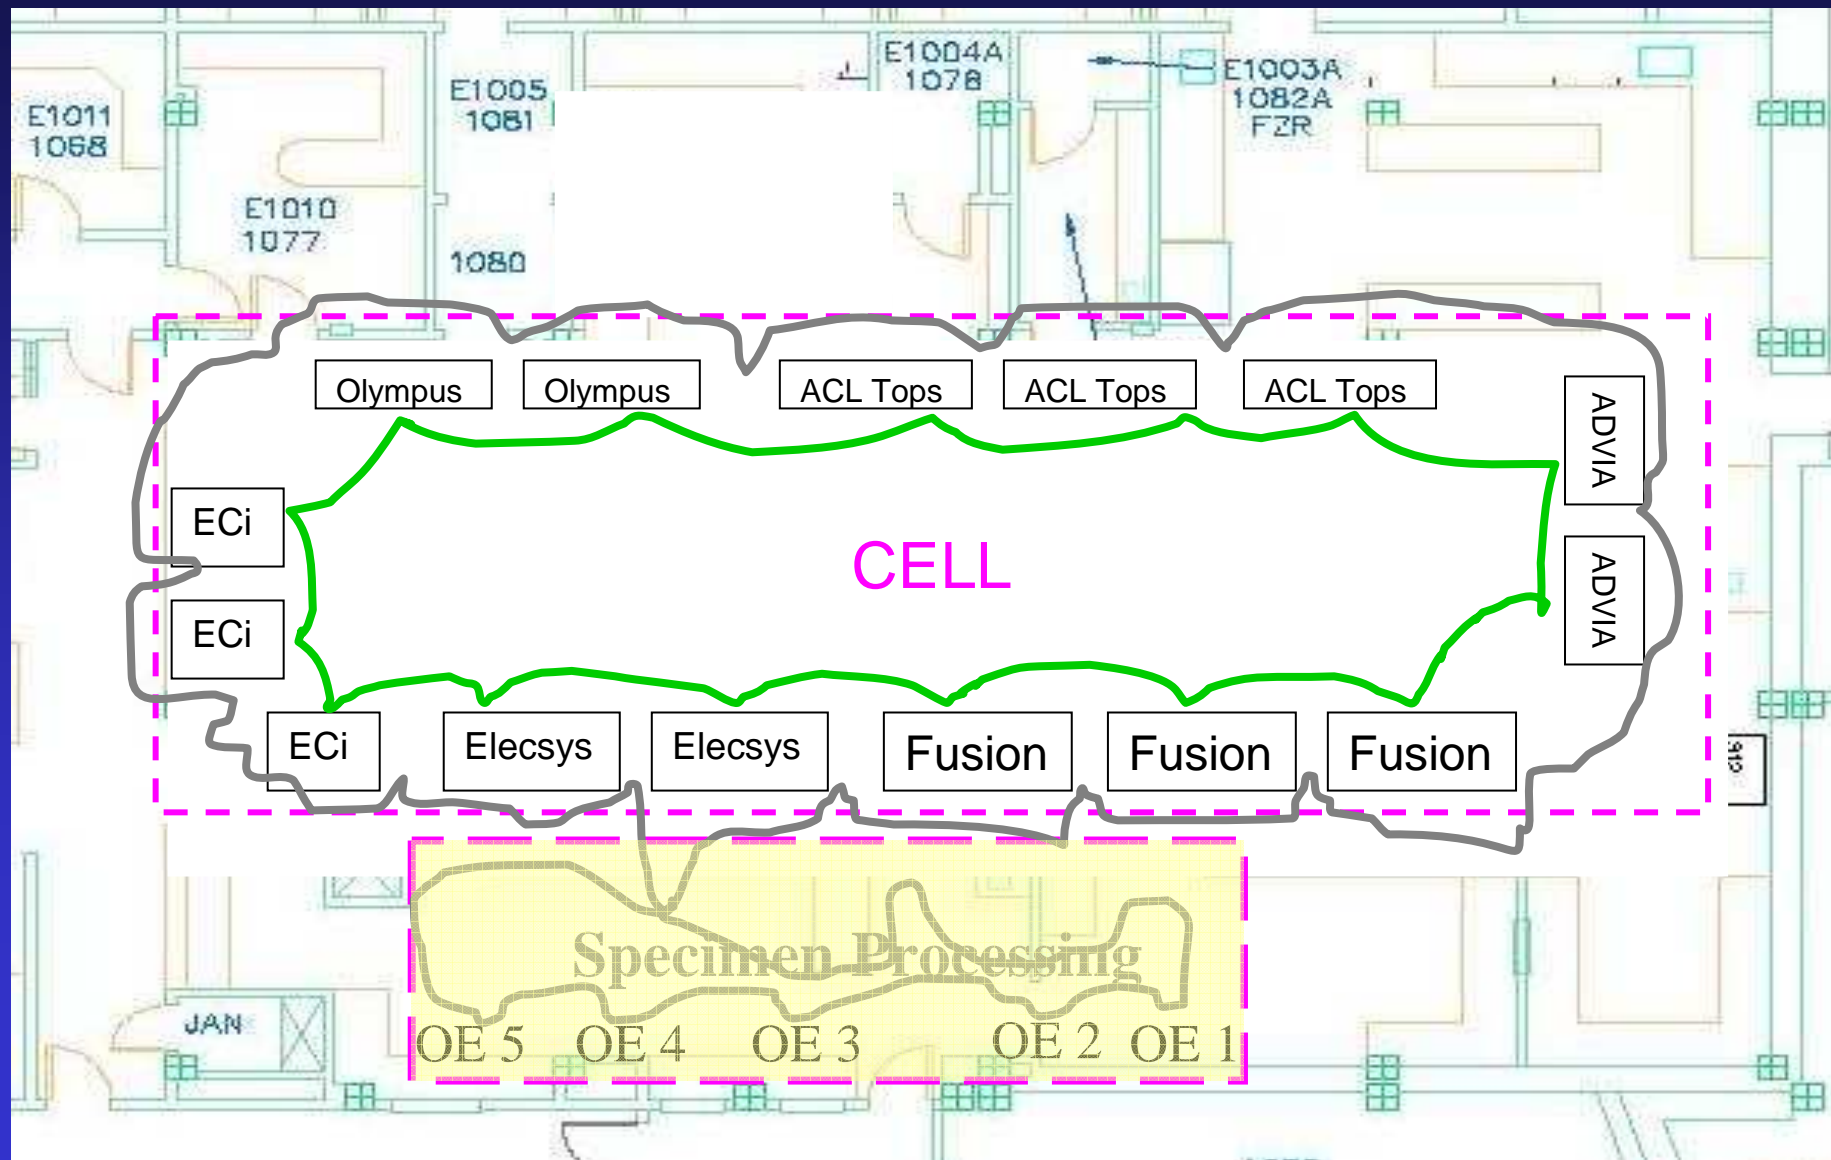 E1004A
1078
E1003A
1082A
FZR
E1005
1081
E1011
1068
E1010
1077
1080
Olympus
Olympus
ACL Tops
ACL Tops
ACL Tops
ADVIA
ECi
CELL
ADVIA
ECi
ECi
Elecsys
Elecsys
Fusion
Fusion
Fusion
Specimen Processing
JAN
OE 5
OE 4
OE 3
OE 2
OE 1